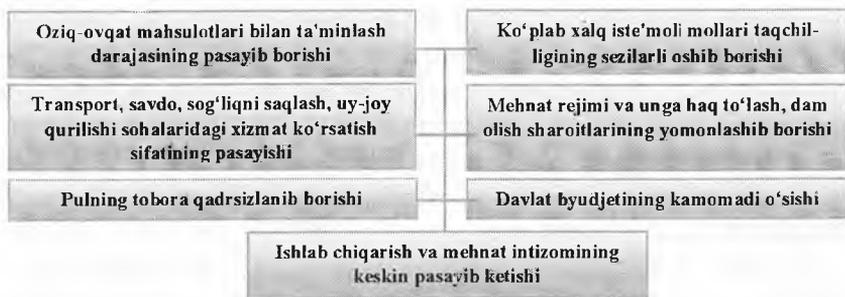 Oziq-ovqat mahsulotlari bilan ta'minlash
darajasining pasayib borishi
Ko‘plab xalq iste'moli mollari taqchil-
ligining sezilarli oshib borishi
Transport, savdo, sog‘liqni saqlash, uy-joy
qurilishi sohalaridagi xizmat ko‘rsatish
sifatining pasayishi
Mehnat rejimi va unga haq to‘lash, dam
olish sharoitlarining yomonlashib borishi
Pulning tobora qadrsizlanib borishi
Davlat byudjetining kamomadi o‘sishi
Ishlab chiqarish va mehnat intizomining
keskin pasayib ketishi